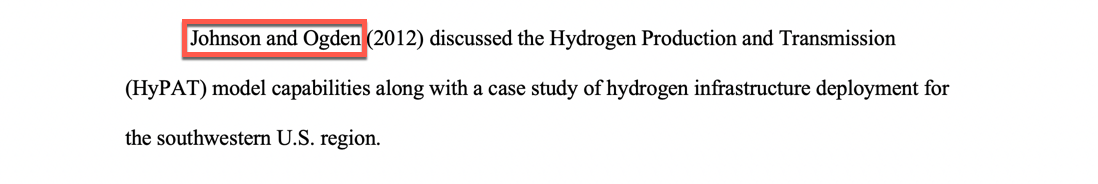 Johnson and Ogden (2012) discussed the Hydrogen Production and Transmission
(HyPAT) model capabilities along with a case study of hydrogen infrastructure deployment for
the southwestern U.S. region.